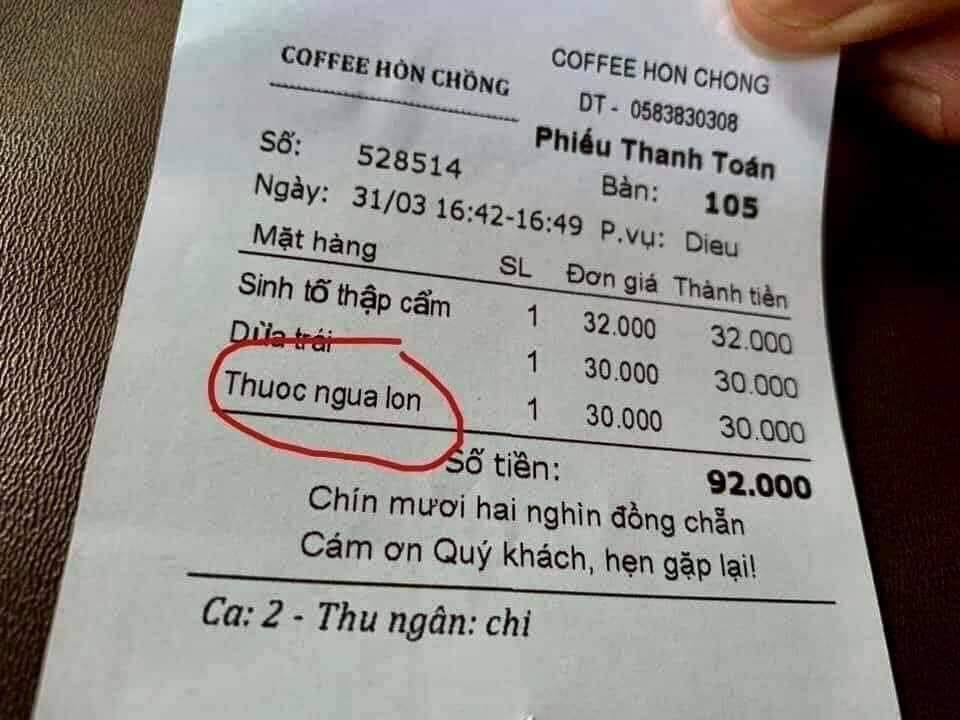 COFFEE HÒN CHỒNG
COFFEE HON CHONG
DT - 0583830308
Phiếu Thanh Toán
Số: 528514
Bàn: 105
Ngày: 31/03 16:42-16:49 P.vụ: Dieu
Mặt hàng SL Đơn giá Thành tiền
Sinh tố thập cẩm 1 32.000 32.000
Dừa trái 1 30.000 30.000
Thuoc ngua lon 1 30.000 30.000
Số tiền: 92.000
Chín mươi hai nghìn đồng chẵn
Cám ơn Quý khách, hẹn gặp lại!
Ca: 2 - Thu ngân: chi